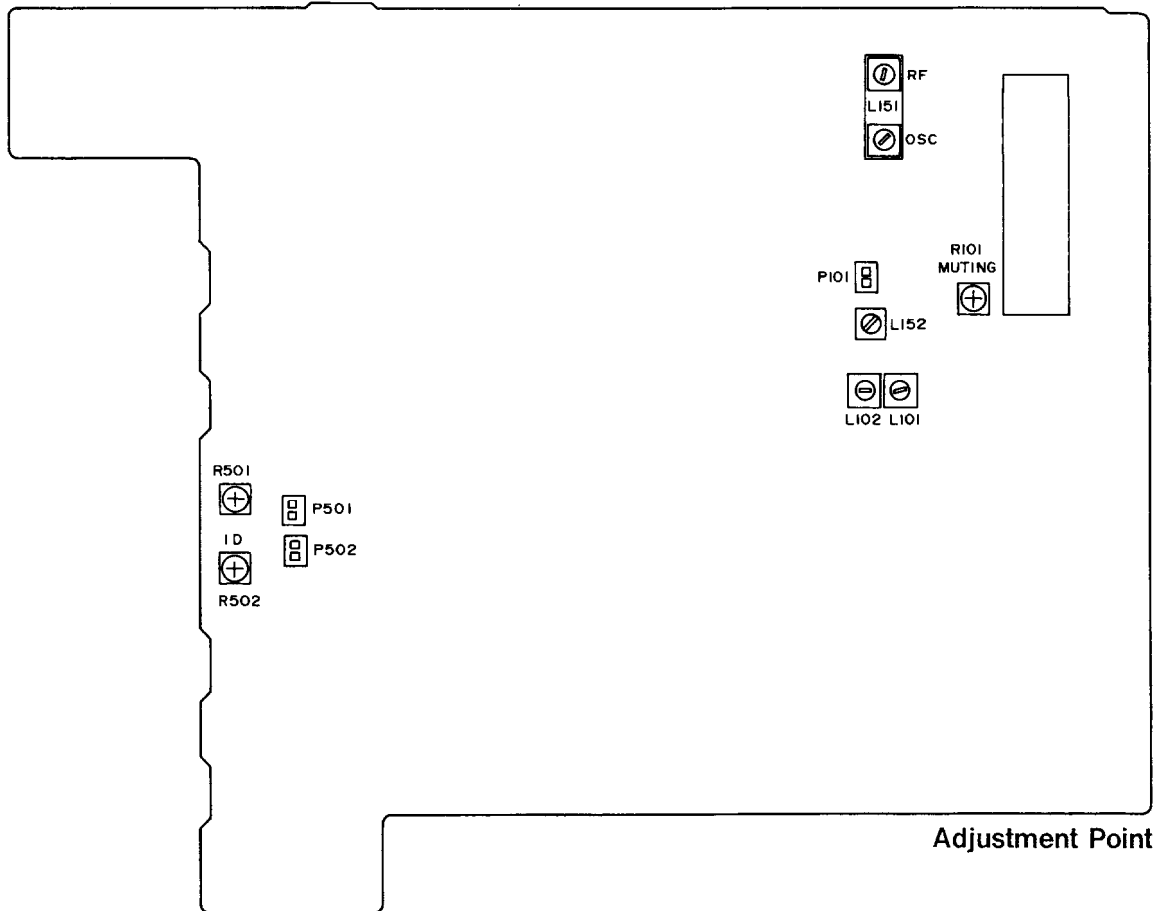 RF
L151
OSC
R101
MUTING
P101
L152
L102 L101
R501
P501
ID
P502
R502
Adjustment Point